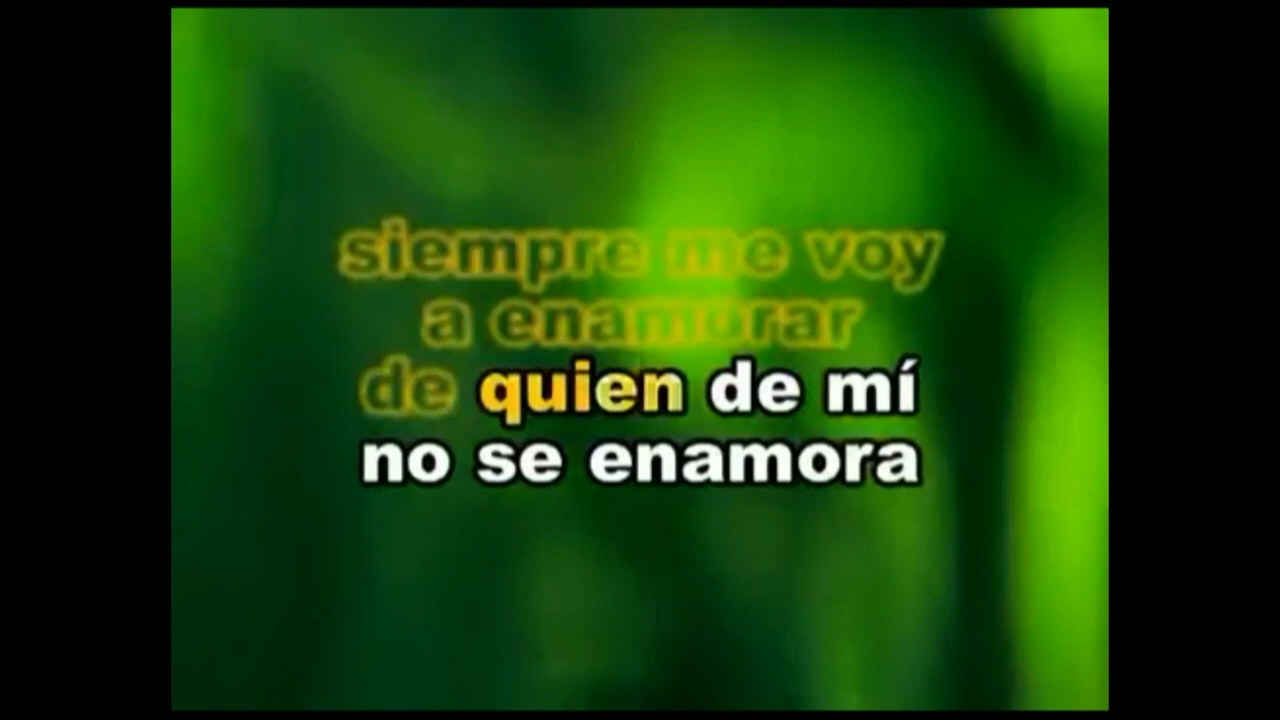 siempre me voy
a enamorar
de quien de mí
no se enamora